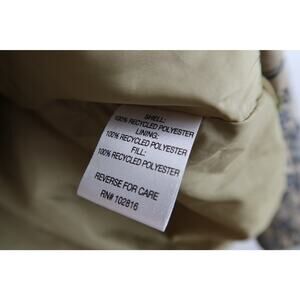 SHELL:
100% RECYCLED POLYESTER
LINING:
100% RECYCLED POLYESTER
FILL:
100% RECYCLED POLYESTER
REVERSE FOR CARE
RN# 102816